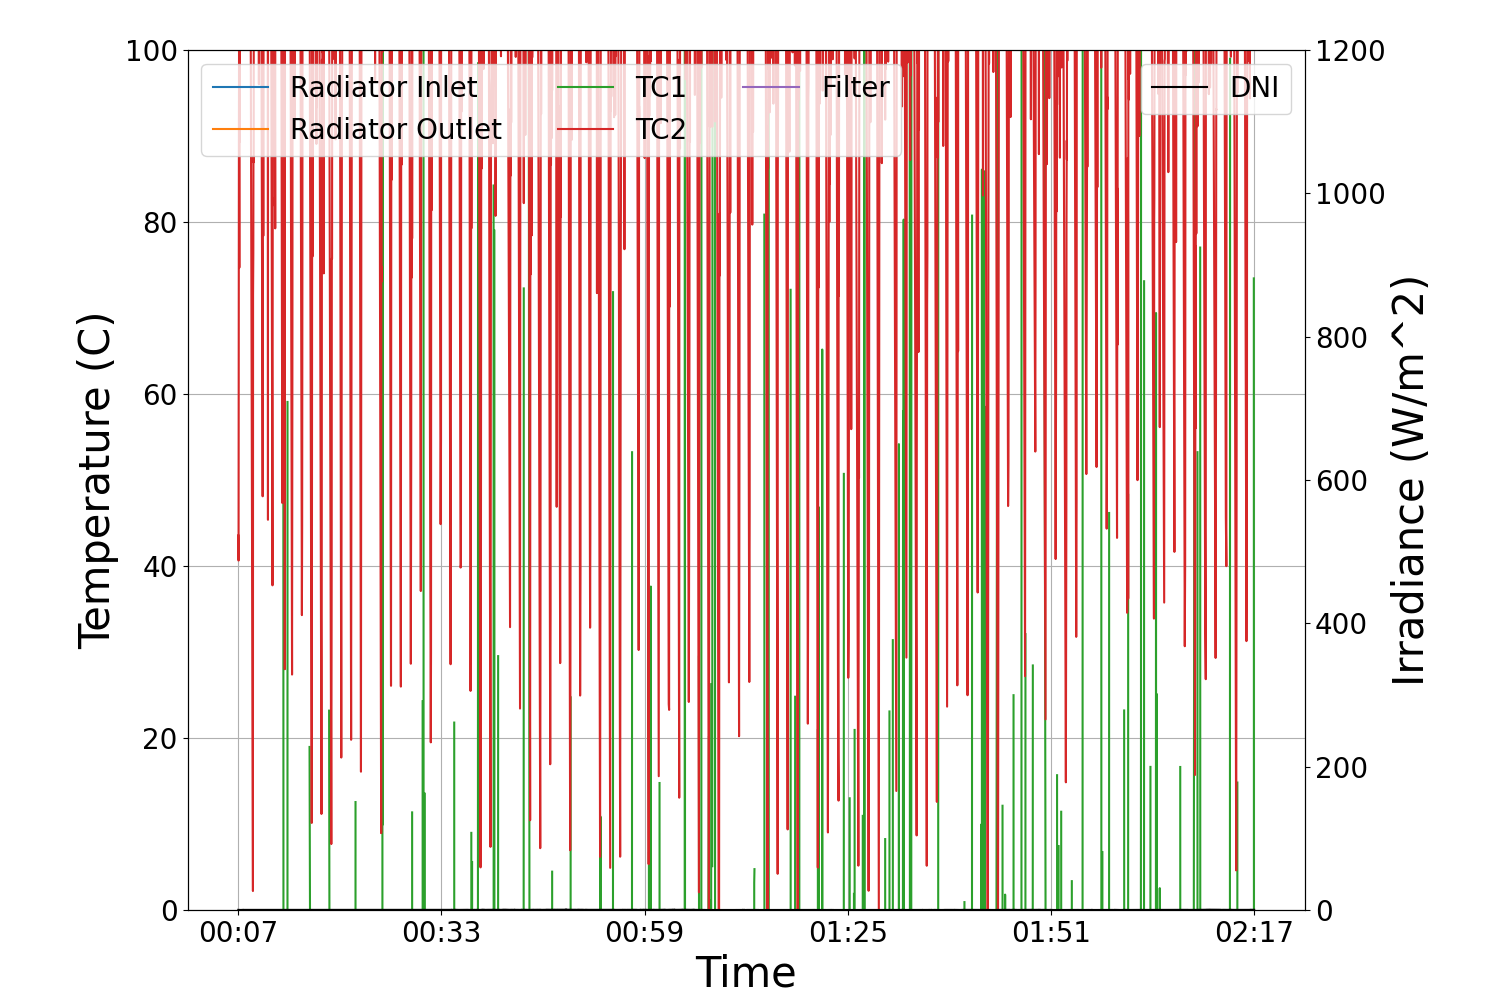 100
80
60
40
20
0
Temperature (C)
Radiator Inlet
Radiator Outlet
TC1
TC2
Filter
DNI
1200
1000
800
600
400
200
0
Irradiance (W/m^2)
00:07
00:33
00:59
01:25
01:51
02:17
Time